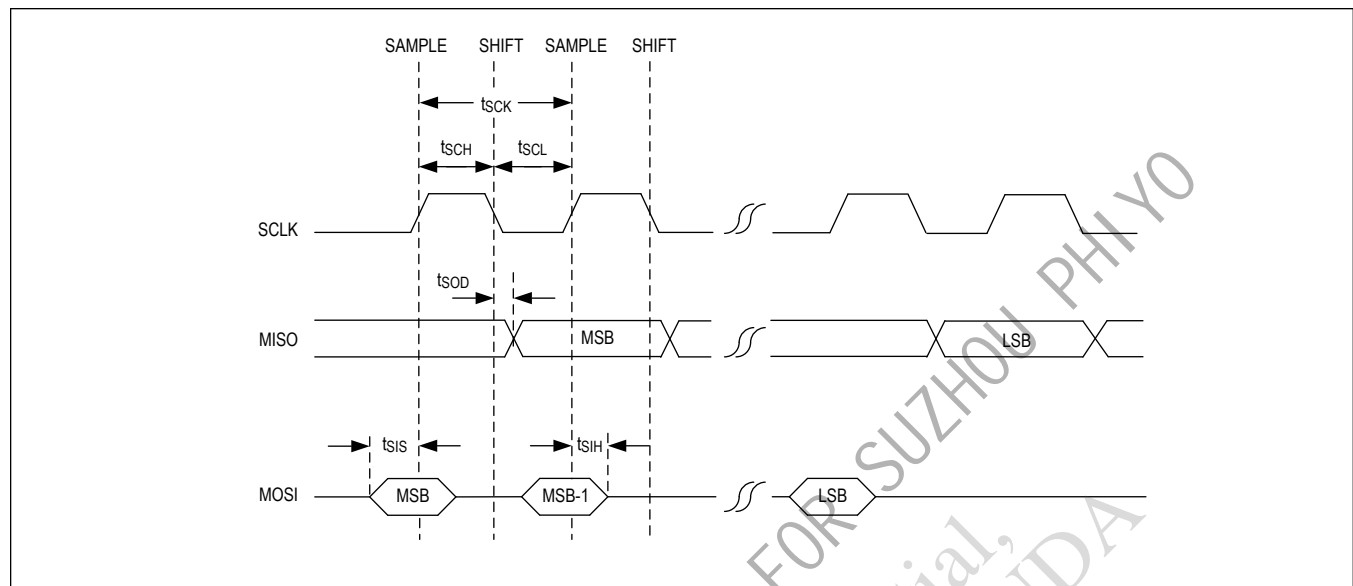 SAMPLE SHIFT SAMPLE SHIFT
tSCK
tSCH tSCL
SCLK
tSOD
MISO MSB LSB
tSIS tSIH
MOSI MSB MSB-1 LSB
FOR SUZHOU PHI YO
NDA